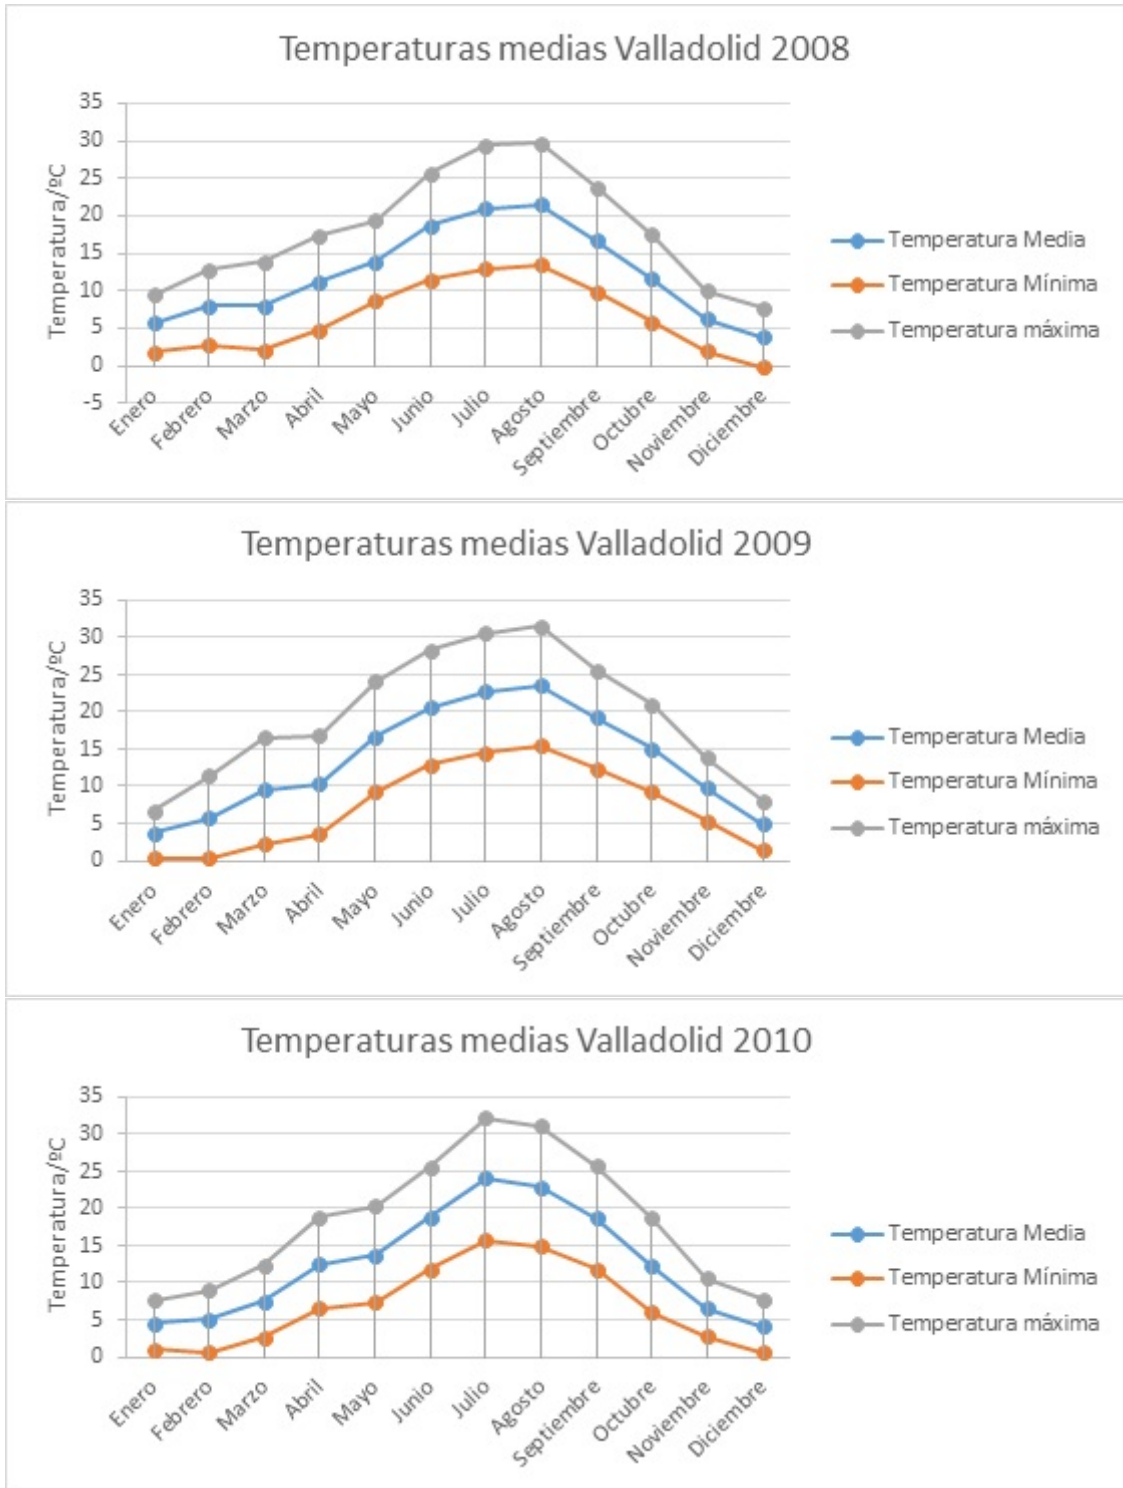 Temperaturas medias Valladolid 2008
Temperatura/ºC
35
30
25
20
15
10
5
0
-5
Enero
Febrero
Marzo
Abril
Mayo
Junio
Julio
Agosto
Septiembre
Octubre
Noviembre
Diciembre
Temperatura Media
Temperatura Mínima
Temperatura máxima
Temperaturas medias Valladolid 2009
Temperatura/ºC
35
30
25
20
15
10
5
0
Enero
Febrero
Marzo
Abril
Mayo
Junio
Julio
Agosto
Septiembre
Octubre
Noviembre
Diciembre
Temperatura Media
Temperatura Mínima
Temperatura máxima
Temperaturas medias Valladolid 2010
Temperatura/ºC
35
30
25
20
15
10
5
0
Enero
Febrero
Marzo
Abril
Mayo
Junio
Julio
Agosto
Septiembre
Octubre
Noviembre
Diciembre
Temperatura Media
Temperatura Mínima
Temperatura máxima